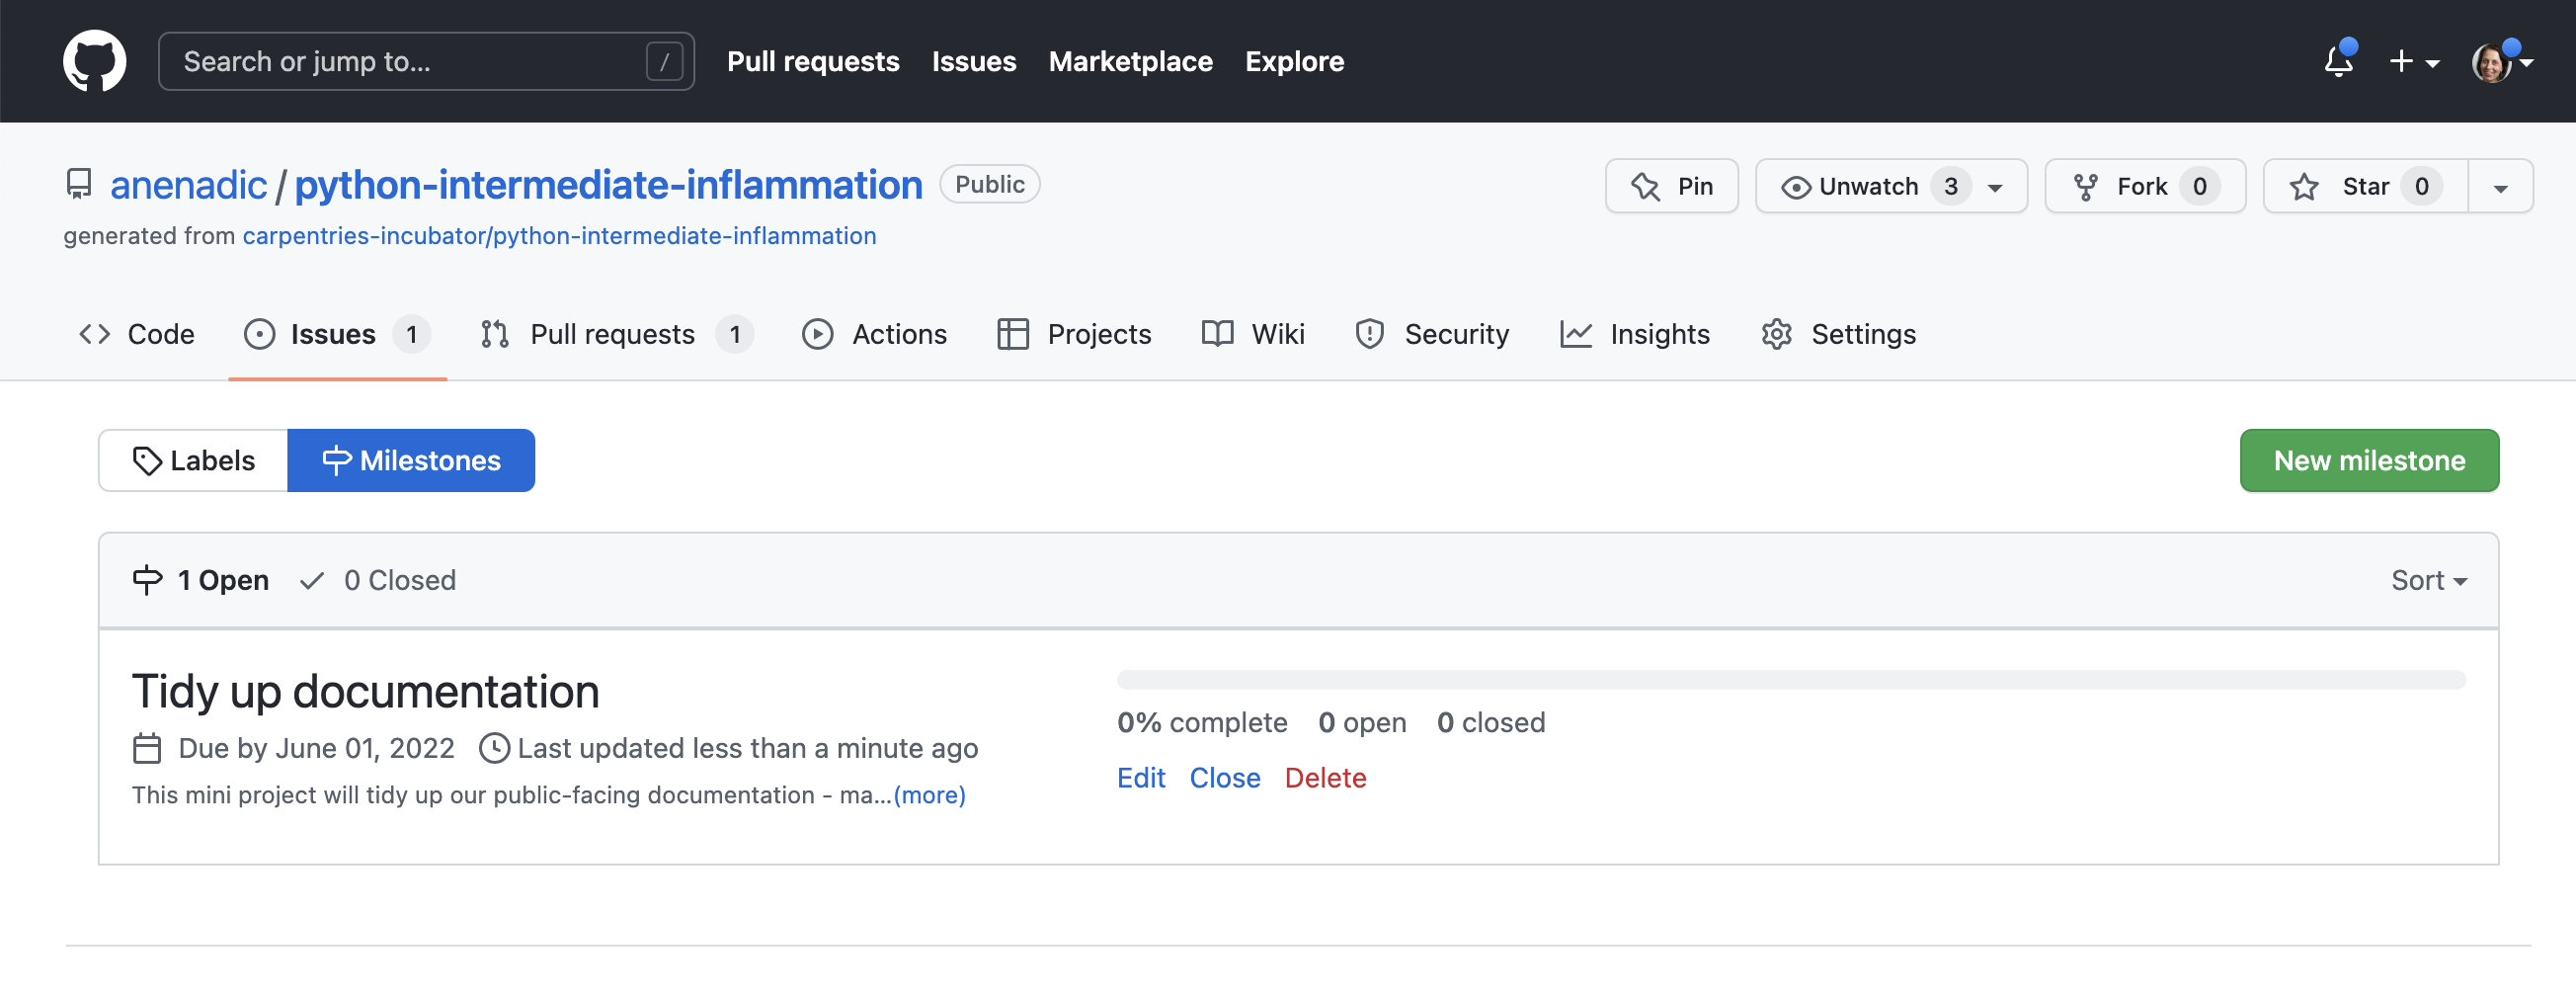 Search or jump to... / Pull requests Issues Marketplace Explore
anenadic / python-intermediate-inflammation Public Pin Unwatch 3 Fork 0 Star 0
generated from carpentries-incubator/python-intermediate-inflammation
Code Issues 1 Pull requests 1 Actions Projects Wiki Security Insights Settings
Labels Milestones New milestone
1 Open 0 Closed Sort
Tidy up documentation
0% complete 0 open 0 closed
Due by June 01, 2022 Last updated less than a minute ago
Edit Close Delete
This mini project will tidy up our public-facing documentation - ma...(more)